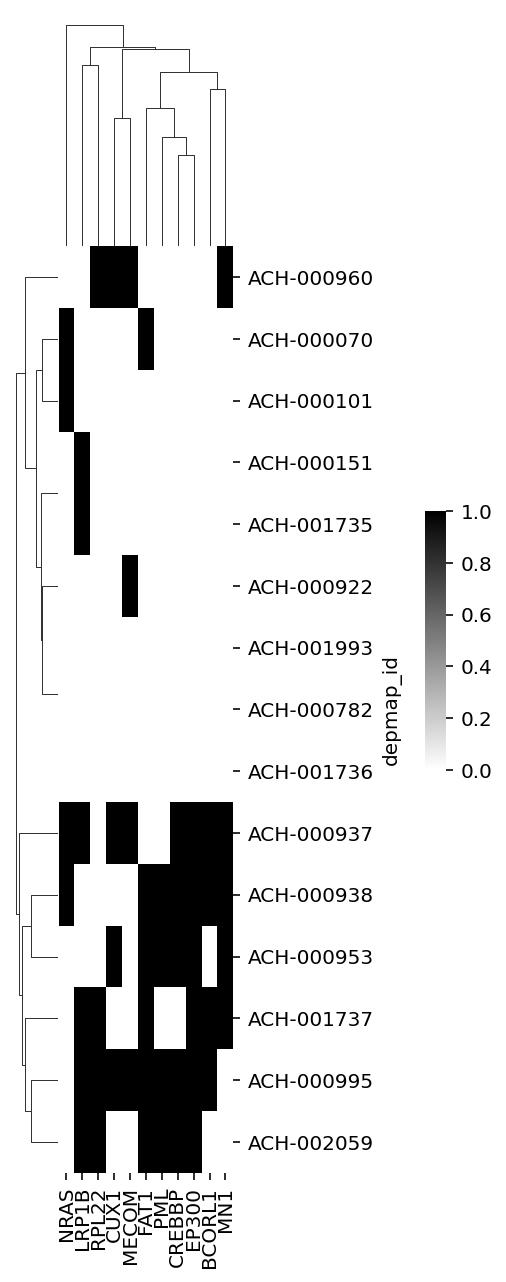 ACH-000960
ACH-000070
ACH-000101
ACH-000151
ACH-001735
ACH-000922
ACH-001993
ACH-000782
ACH-001736
ACH-000937
ACH-000938
ACH-000953
ACH-001737
ACH-000995
ACH-002059
depmap_id
1.0
0.8
0.6
0.4
0.2
0.0
NRAS
LRP1B
RPL22
CUX1
MECOM
FAT1
PML
CREBBP
EP300
BCORL1
MN1